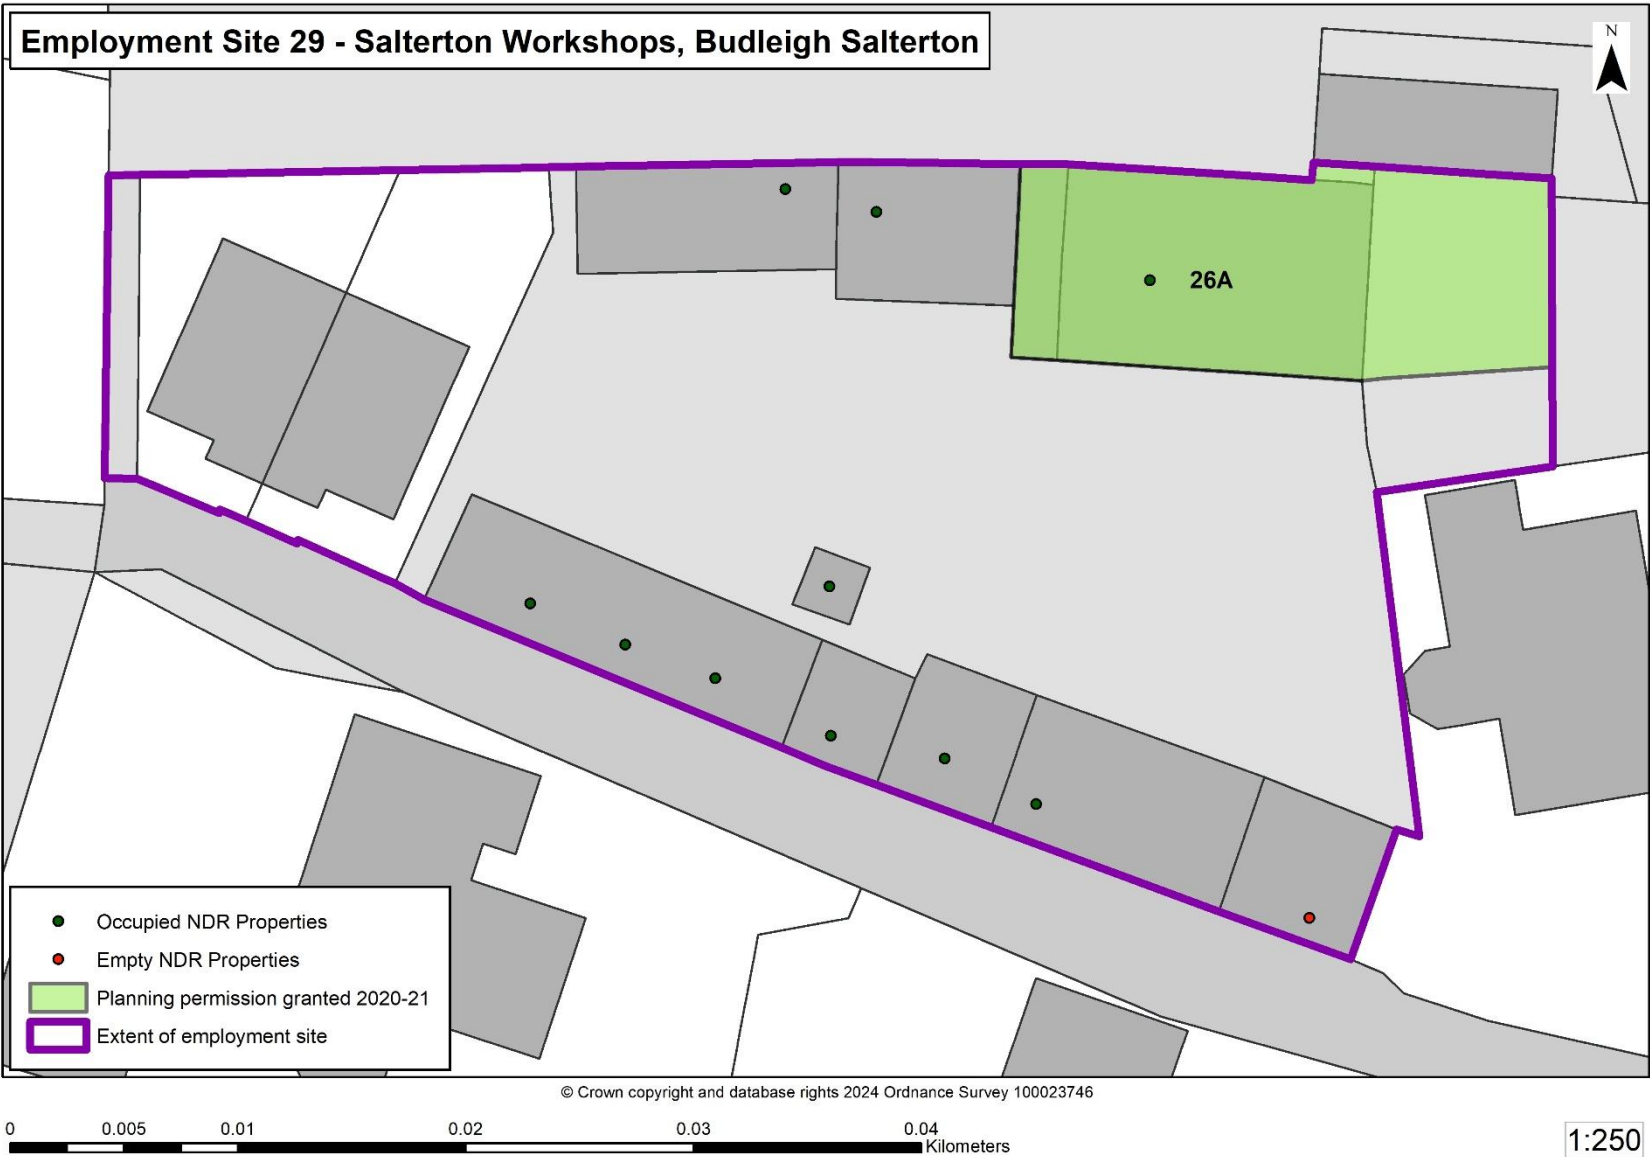 Employment Site 29 - Salterton Workshops, Budleigh Salterton
N
26A
Occupied NDR Properties
Empty NDR Properties
Planning permission granted 2020-21
Extent of employment site
© Crown copyright and database rights 2024 Ordnance Survey 100023746
0 0.005 0.01 0.02 0.03 0.04
Kilometers
1:250